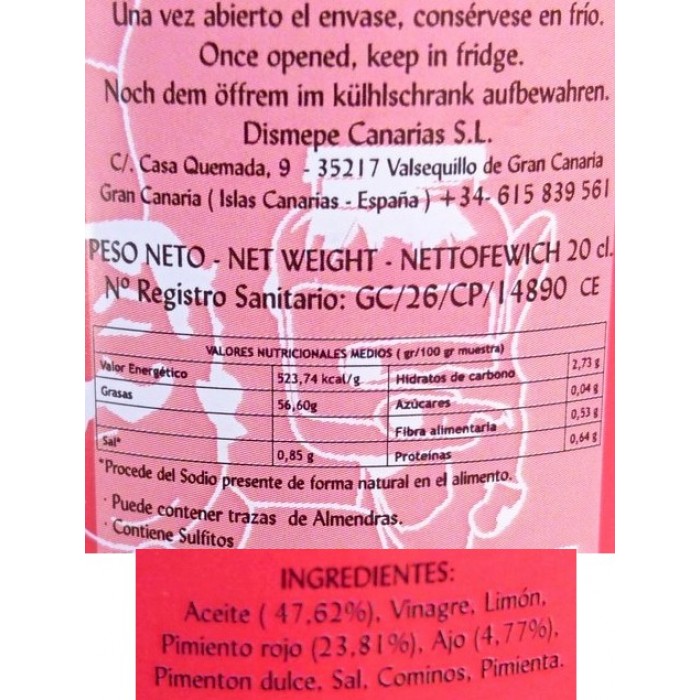 Una vez abierto el envase, consérvese en frío.
Once opened, keep in fridge.
Noch dem öffrem im külhlschrank aufbewahren.
Dismepe Canarias S.L.
C/. Casa Quemada, 9 - 35217 Valsequillo de Gran Canaria
Gran Canaria ( Islas Canarias - España ) +34- 615 839 561
PESO NETO - NET WEIGHT - NETTOFEWICH 20 cl.
Nº Registro Sanitario: GC/26/CP/14890 CE
VALORES NUTRICIONALES MEDIOS ( gr/100 gr muestra)
Valor Energético 523,74 kcal/g Hidratos de carbono 2,73 g
Grasas 56,60g Azúcares 0,04 g
Fibra alimentaria 0,53 g
Sal* 0,85 g Proteínas 0,64 g
*Procede del Sodio presente de forma natural en el alimento.
· Puede contener trazas de Almendras.
· Contiene Sulfitos
INGREDIENTES:
Aceite ( 47,62%), Vinagre, Limón,
Pimiento rojo (23,81%), Ajo (4,77%),
Pimenton dulce, Sal, Cominos, Pimienta.